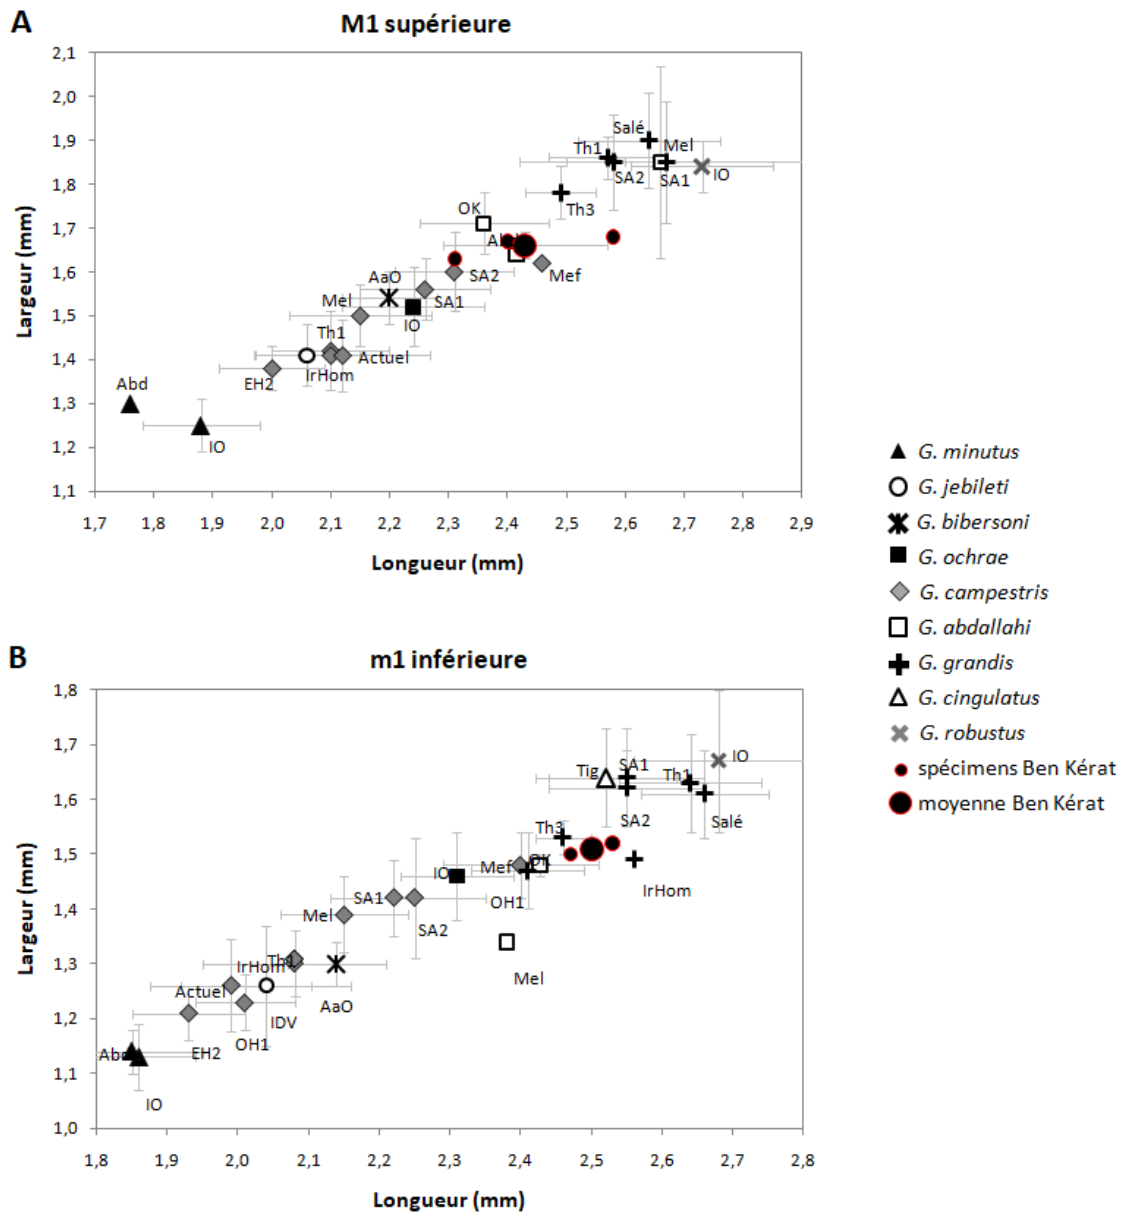 A
M1 supérieure
Largeur (mm)
2,1
2,0
1,9
1,8
1,7
1,6
1,5
1,4
1,3
1,2
1,1
Salé
Th1
Mel
SA2
SA1
IO
Th3
OK
SA2
Mef
AaO
SA1
Mel
IO
Th1
Actuel
IrHom
EH2
Abd
IO
1,7 1,8 1,9 2,0 2,1 2,2 2,3 2,4 2,5 2,6 2,7 2,8 2,9
Longueur (mm)
G. minutus
G. jebileti
G. bibersoni
G. ochrae
G. campestris
G. abdallahi
G. grandis
G. cingulatus
G. robustus
spécimens Ben Kérat
moyenne Ben Kérat
B
m1 inférieure
Largeur (mm)
1,8
1,7
1,6
1,5
1,4
1,3
1,2
1,1
1,0
IO
SA1
Tig
Th1
SA2
Salé
Th3
OK
Mef
IO
IrHom
OH1
SA1
Mel
SA2
Mel
Th1
IrHom
Actuel
AaO
IDV
OH1
EH2
Abd
IO
1,8 1,9 2,0 2,1 2,2 2,3 2,4 2,5 2,6 2,7 2,8
Longueur (mm)